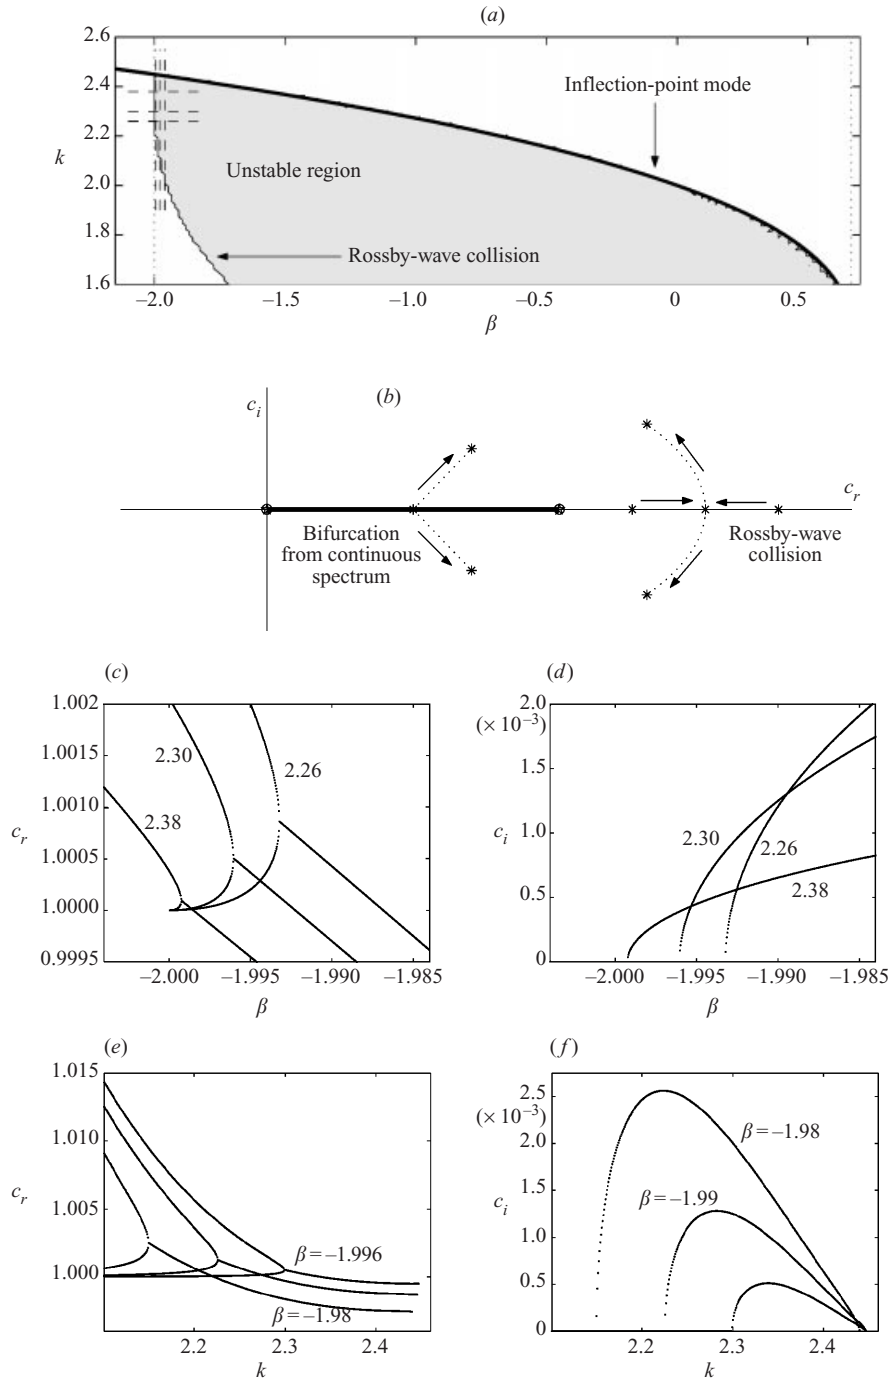 (a)
2.6
2.4
2.2
2.0
1.8
1.6
k
Inflection-point mode
Unstable region
Rossby-wave collision
–2.0
–1.5
–1.0
–0.5
0
0.5
β
(b)
c_i
c_r
Bifurcation
from continuous
spectrum
Rossby-wave
collision
(c)
1.002
1.0015
1.0010
1.0005
1.0000
0.9995
c_r
2.30
2.26
2.38
–2.000
–1.995
–1.990
–1.985
β
(d)
2.0
(× 10⁻³)
1.5
1.0
0.5
0
c_i
2.30
2.26
2.38
–2.000
–1.995
–1.990
–1.985
β
(e)
1.015
1.010
1.005
1.000
c_r
β = –1.996
β = –1.98
2.2
2.3
2.4
k
(f)
2.5
(× 10⁻³)
2.0
1.5
1.0
0.5
0
c_i
β = –1.98
β = –1.99
2.2
2.3
2.4
k